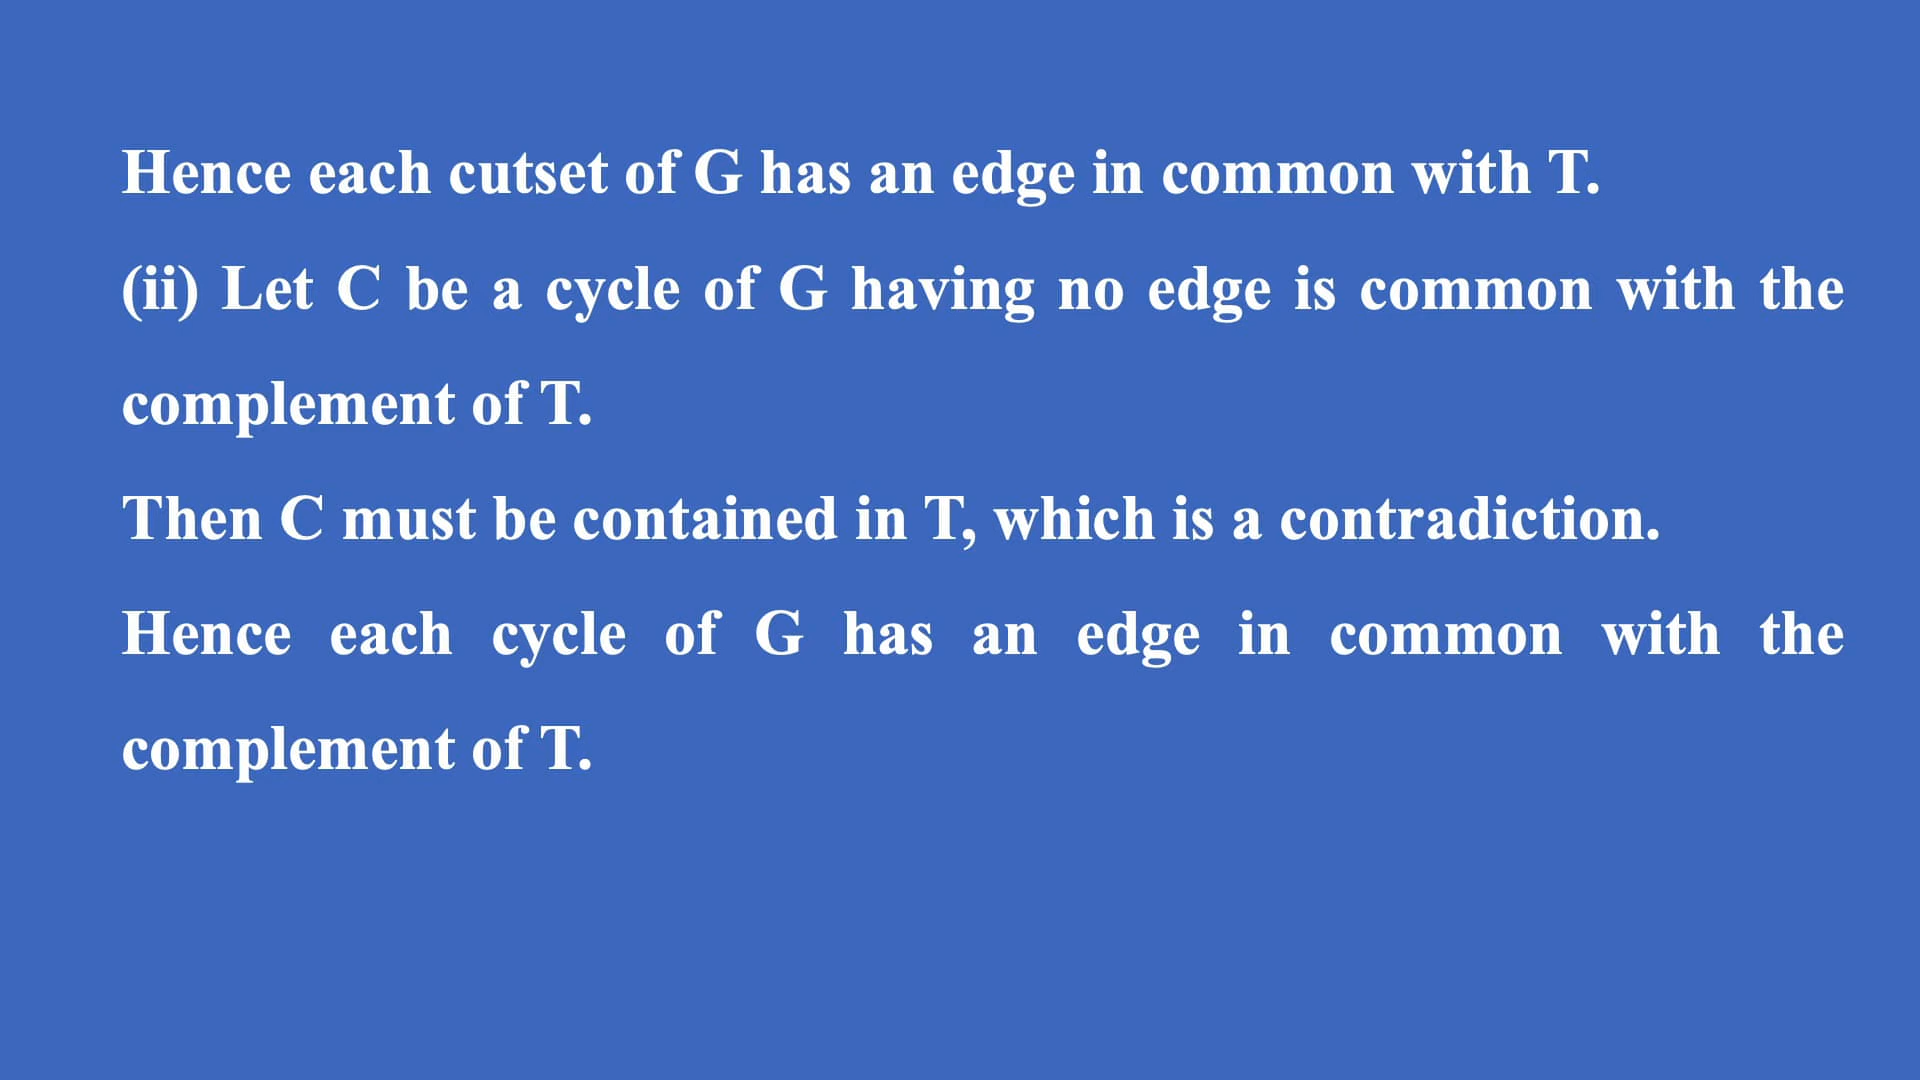 Hence each cutset of G has an edge in common with T.
(ii) Let C be a cycle of G having no edge is common with the
complement of T.
Then C must be contained in T, which is a contradiction.
Hence each cycle of G has an edge in common with the
complement of T.